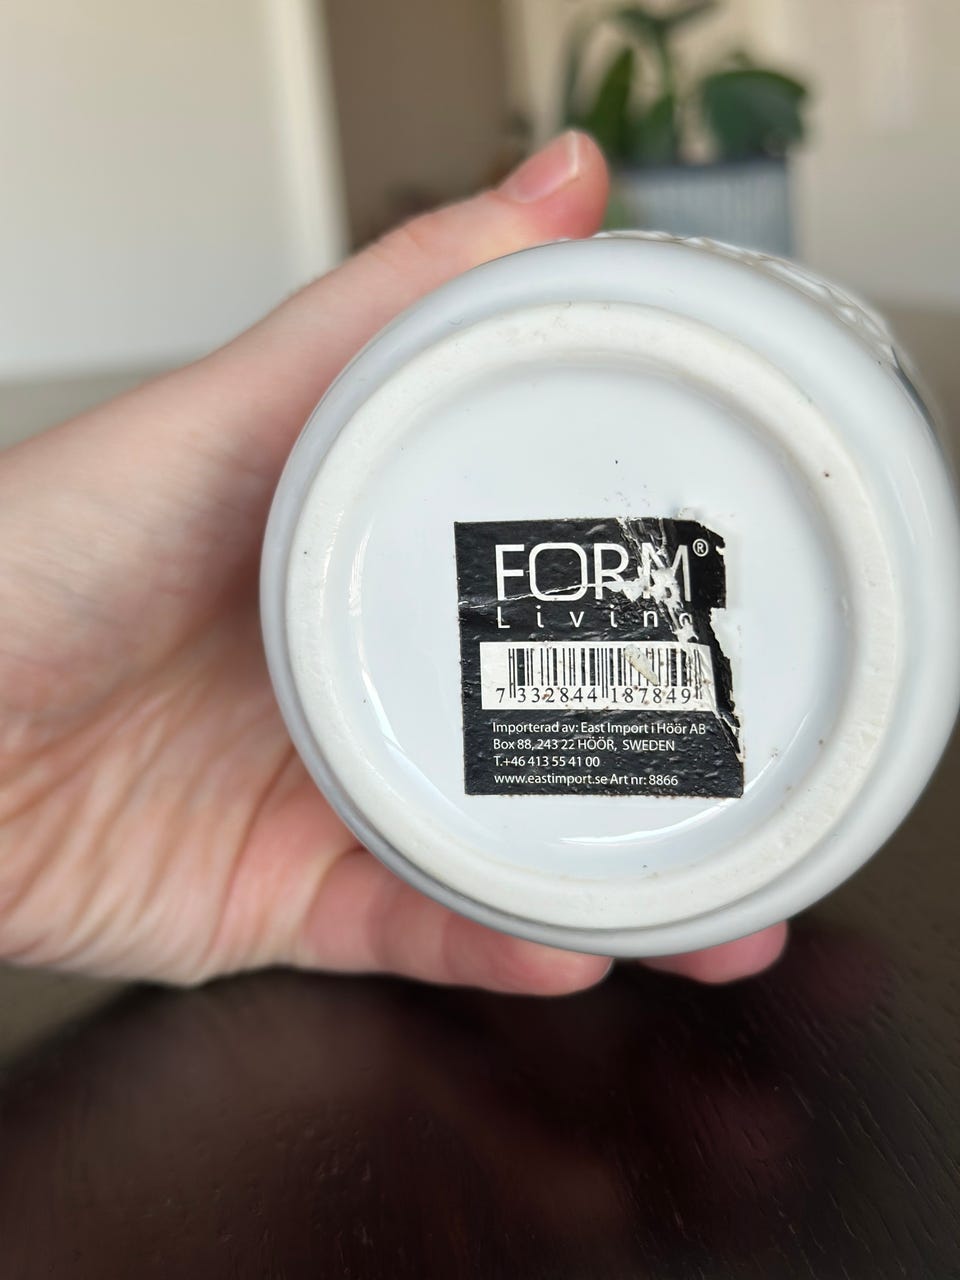 FORM®
Living
7 332844 187849
Importerad av: East Import i Höör AB
Box 88, 243 22 HÖÖR, SWEDEN
T.+46 413 55 41 00
www.eastimport.se Art nr: 8866